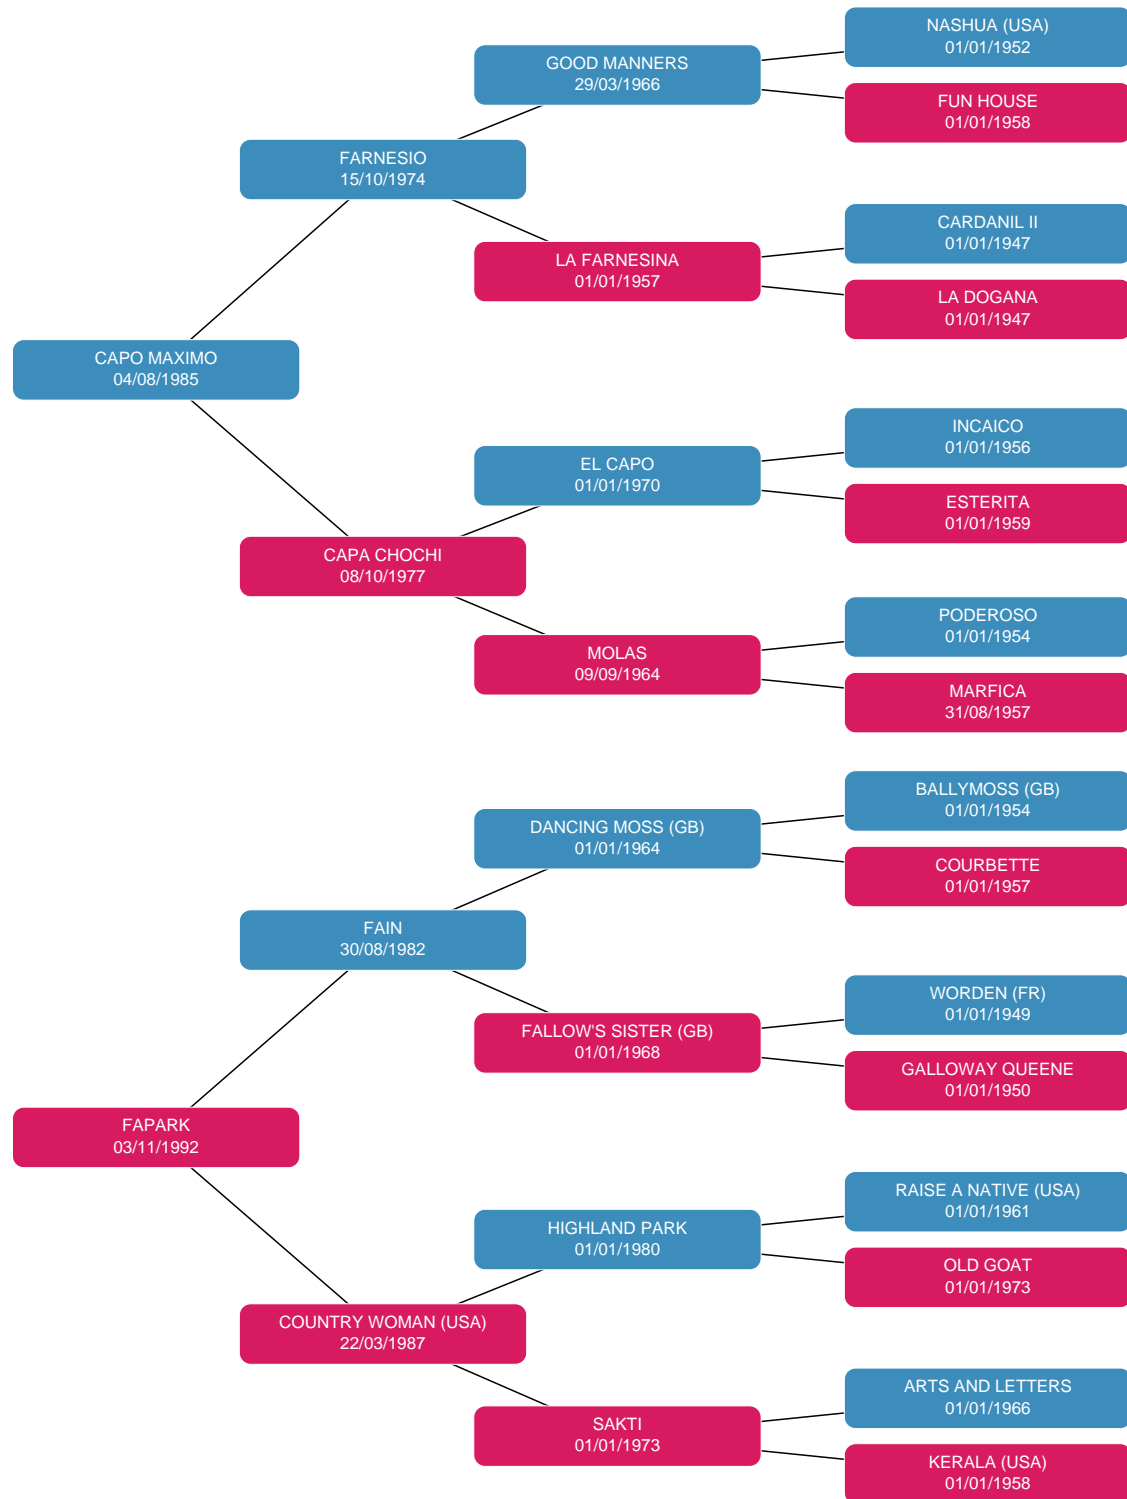 NASHUA (USA)
01/01/1952
GOOD MANNERS
29/03/1966
FUN HOUSE
01/01/1958
FARNESIO
15/10/1974
CARDANIL II
01/01/1947
LA FARNESINA
01/01/1957
LA DOGANA
01/01/1947
CAPO MAXIMO
04/08/1985
INCAICO
01/01/1956
EL CAPO
01/01/1970
ESTERITA
01/01/1959
CAPA CHOCHI
08/10/1977
PODEROSO
01/01/1954
MOLAS
09/09/1964
MARFICA
31/08/1957
BALLYMOSS (GB)
01/01/1954
DANCING MOSS (GB)
01/01/1964
COURBETTE
01/01/1957
FAIN
30/08/1982
WORDEN (FR)
01/01/1949
FALLOW'S SISTER (GB)
01/01/1968
GALLOWAY QUEENE
01/01/1950
FAPARK
03/11/1992
RAISE A NATIVE (USA)
01/01/1961
HIGHLAND PARK
01/01/1980
OLD GOAT
01/01/1973
COUNTRY WOMAN (USA)
22/03/1987
ARTS AND LETTERS
01/01/1966
SAKTI
01/01/1973
KERALA (USA)
01/01/1958